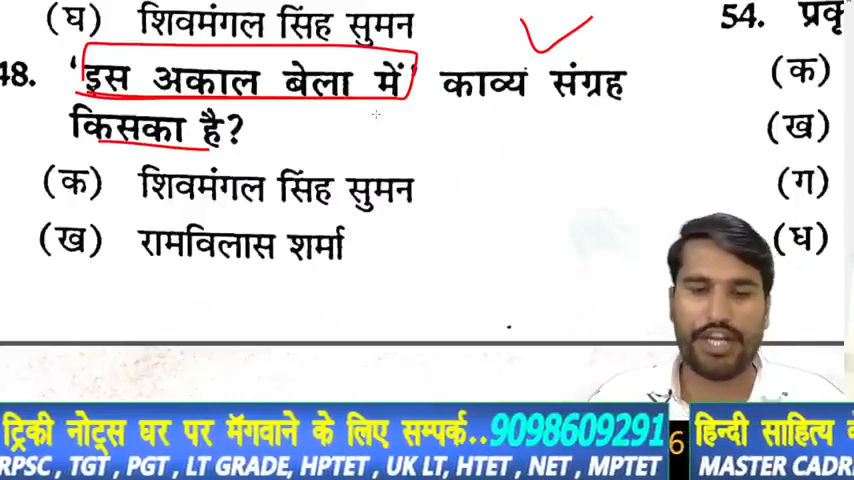 (घ) शिवमंगल सिंह सुमन
48. 'इस अकाल बेला में' काव्य संग्रह
किसका है?
(क) शिवमंगल सिंह सुमन
(ख) रामविलास शर्मा
54. प्रवृ
(क)
(ख)
(ग)
(घ)
ट्रिकी नोट्स घर पर मॅगवाने के लिए सम्पर्क..9098609291
6
हिन्दी साहित्य
RPSC , TGT , PGT , LT GRADE, HPTET , UK LT, HTET , NET , MPTET
MASTER CADR